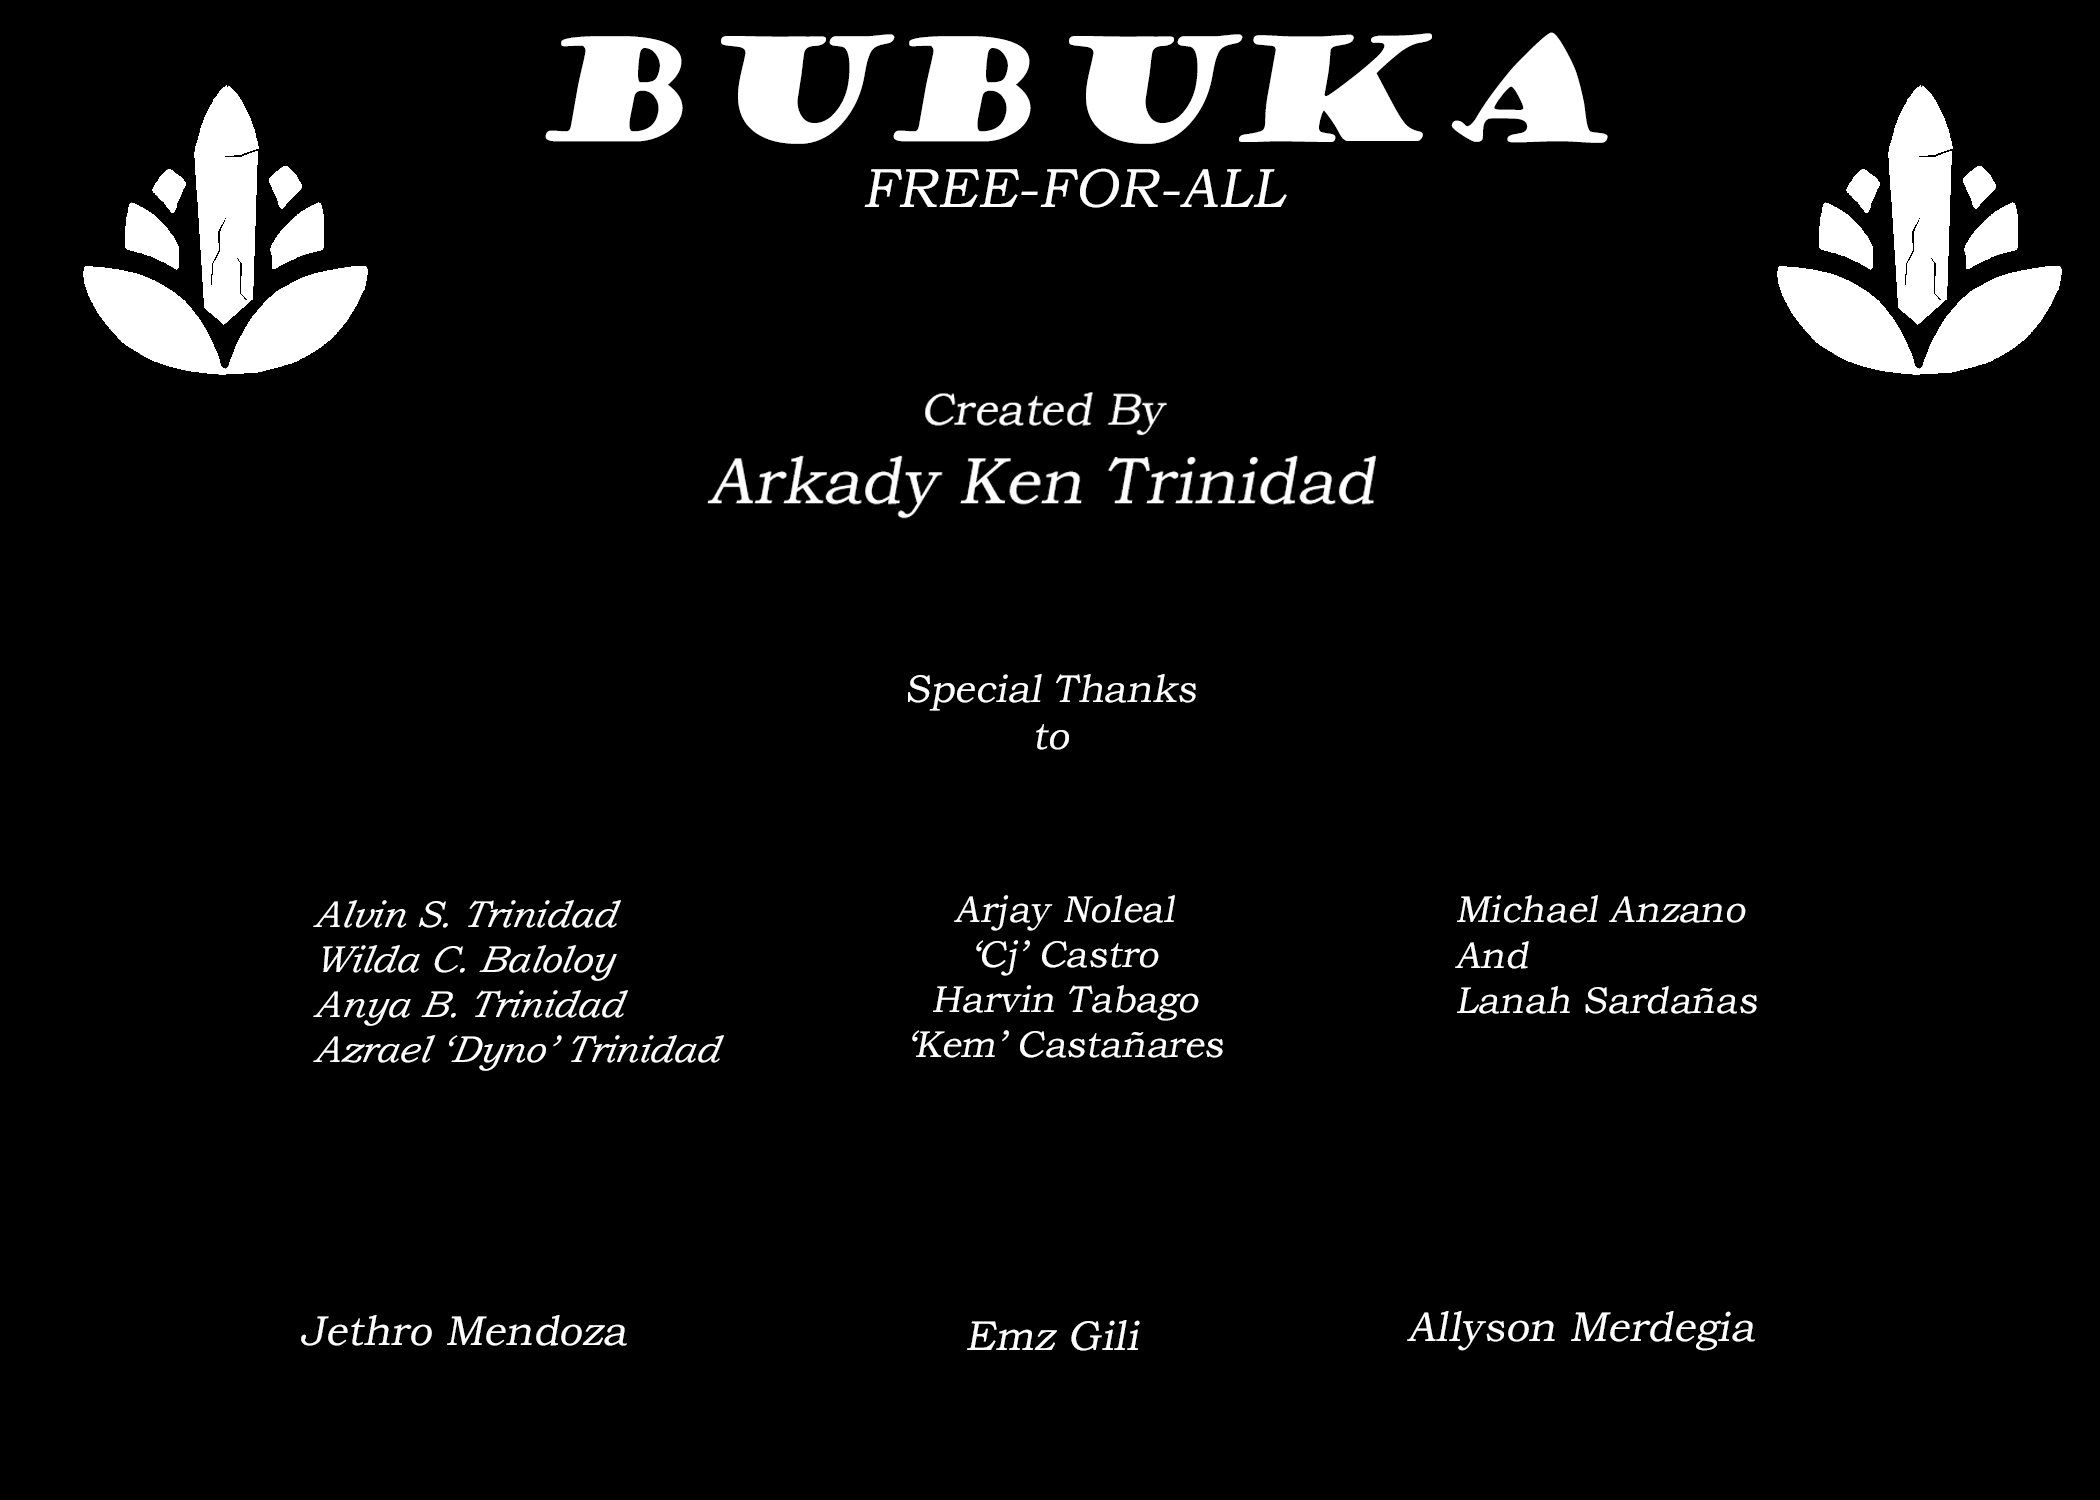 BUBUKA
FREE-FOR-ALL
Created By
Arkady Ken Trinidad
Special Thanks
to
Alvin S. Trinidad
Wilda C. Baloloy
Anya B. Trinidad
Azrael ‘Dyno’ Trinidad
Arjay Noleal
‘Cj’ Castro
Harvin Tabago
‘Kem’ Castañares
Michael Anzano
And
Lanah Sardañas
Jethro Mendoza
Emz Gili
Allyson Merdegia